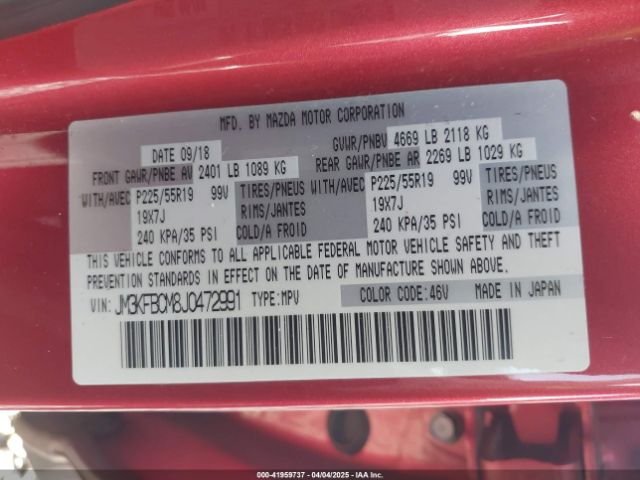 MFD. BY MAZDA MOTOR CORPORATION
DATE 09/18 GVWR/PNBV 4669 LB 2118 KG
FRONT GAWR/PNBE AV 2401 LB 1089 KG REAR GAWR/PNBE AR 2269 LB 1029 KG
WITH/AVEC P225/55R19 99V TIRES/PNEUS WITH/AVEC P225/55R19 99V TIRES/PNEUS
19X7J RIMS/JANTES 19X7J RIMS/JANTES
240 KPA/35 PSI COLD/A FROID 240 KPA/35 PSI COLD/A FROID
THIS VEHICLE CONFORMS TO ALL APPLICABLE FEDERAL MOTOR VEHICLE SAFETY AND THEFT
PREVENTION STANDARDS IN EFFECT ON THE DATE OF MANUFACTURE SHOWN ABOVE.
VIN: JM3KFBCM8J0472991 TYPE:MPV COLOR CODE:46V MADE IN JAPAN
000-41959737 - 04/04/2025 - IAAI.COM